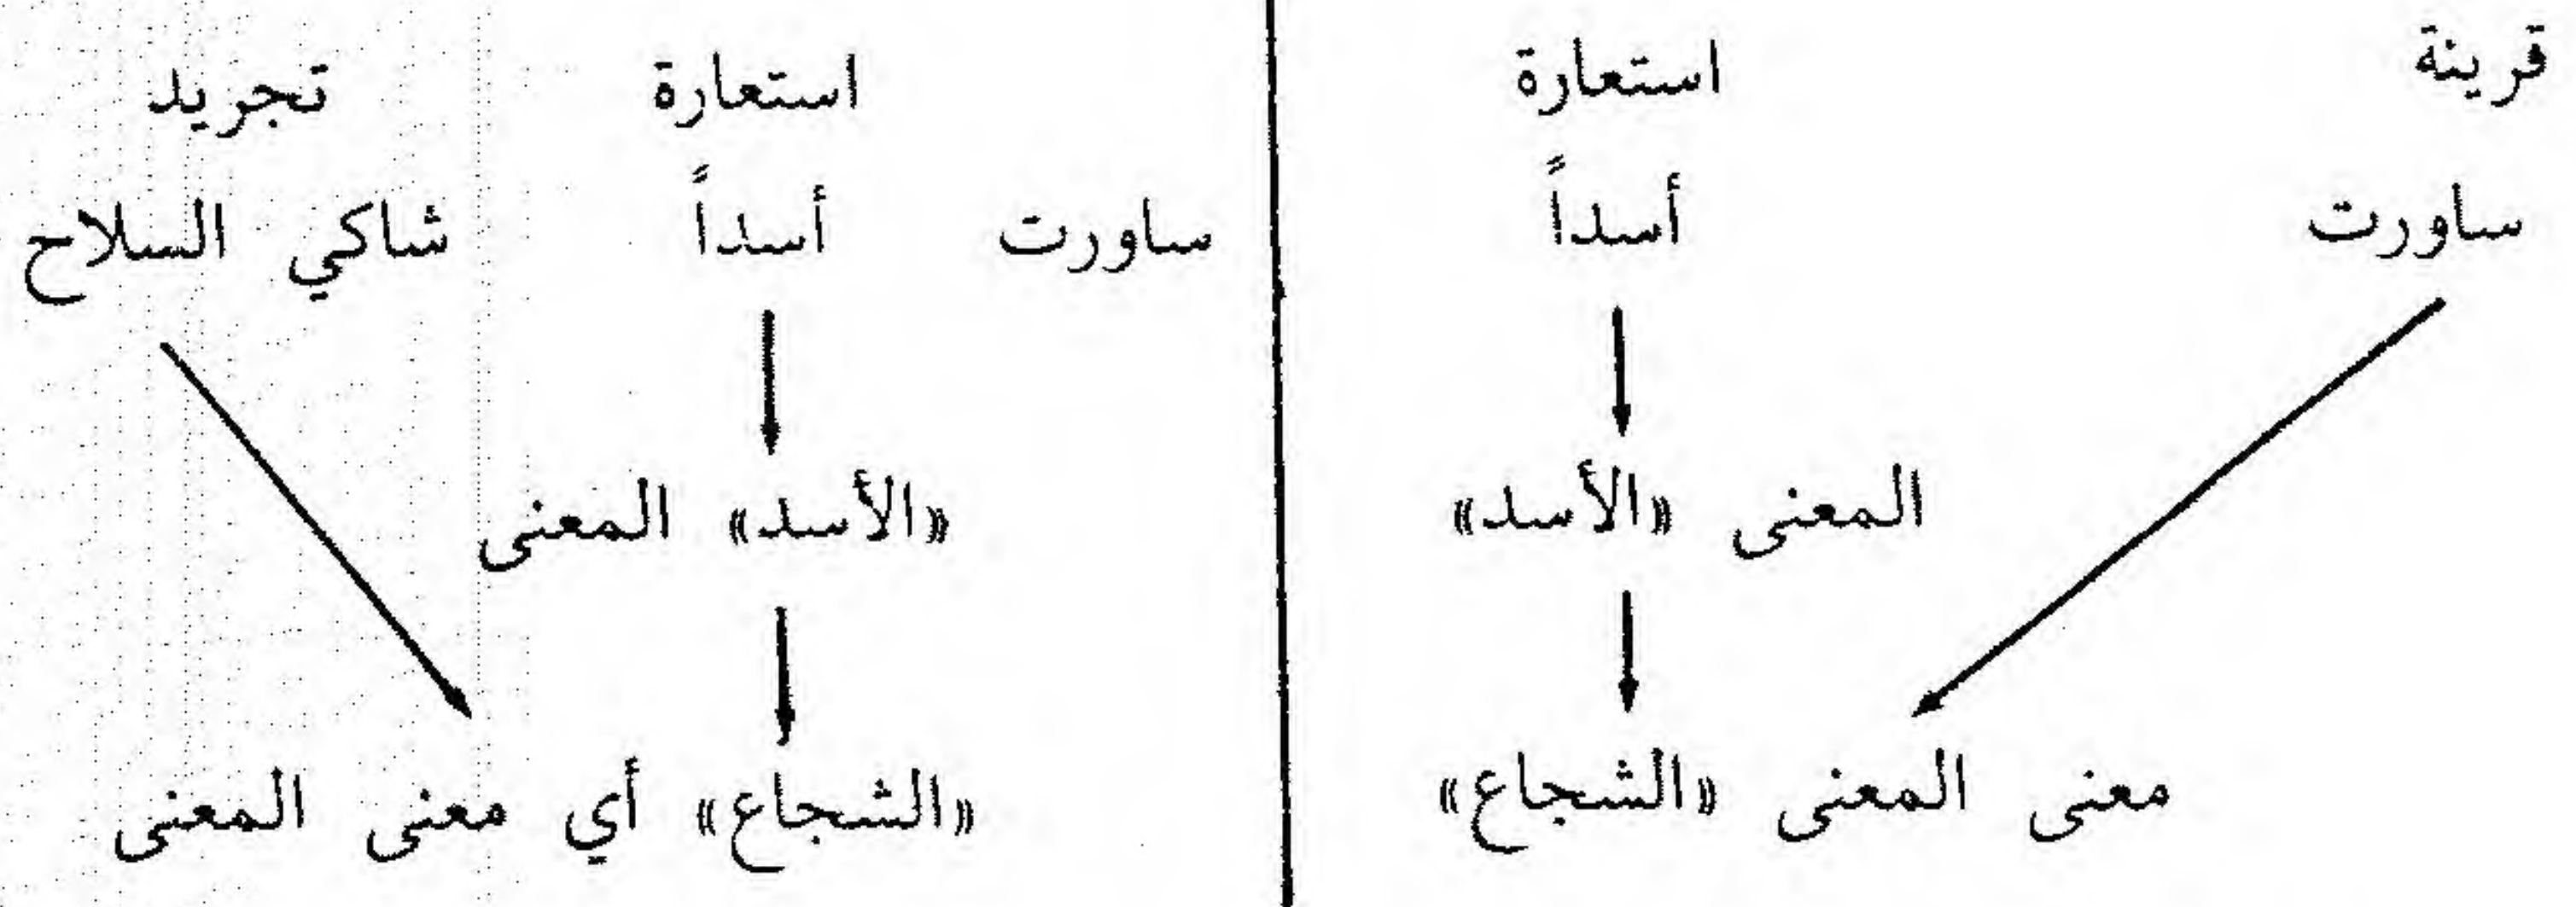 قرينة
استعارة
ساورت
أسداً
المعنى «الأسد»
معنى المعنى «الشجاع»
استعارة
تجريد
ساورت
أسداً
شاكي السلاح
«الأسد» المعنى
«الشجاع» أي معنى المعنى